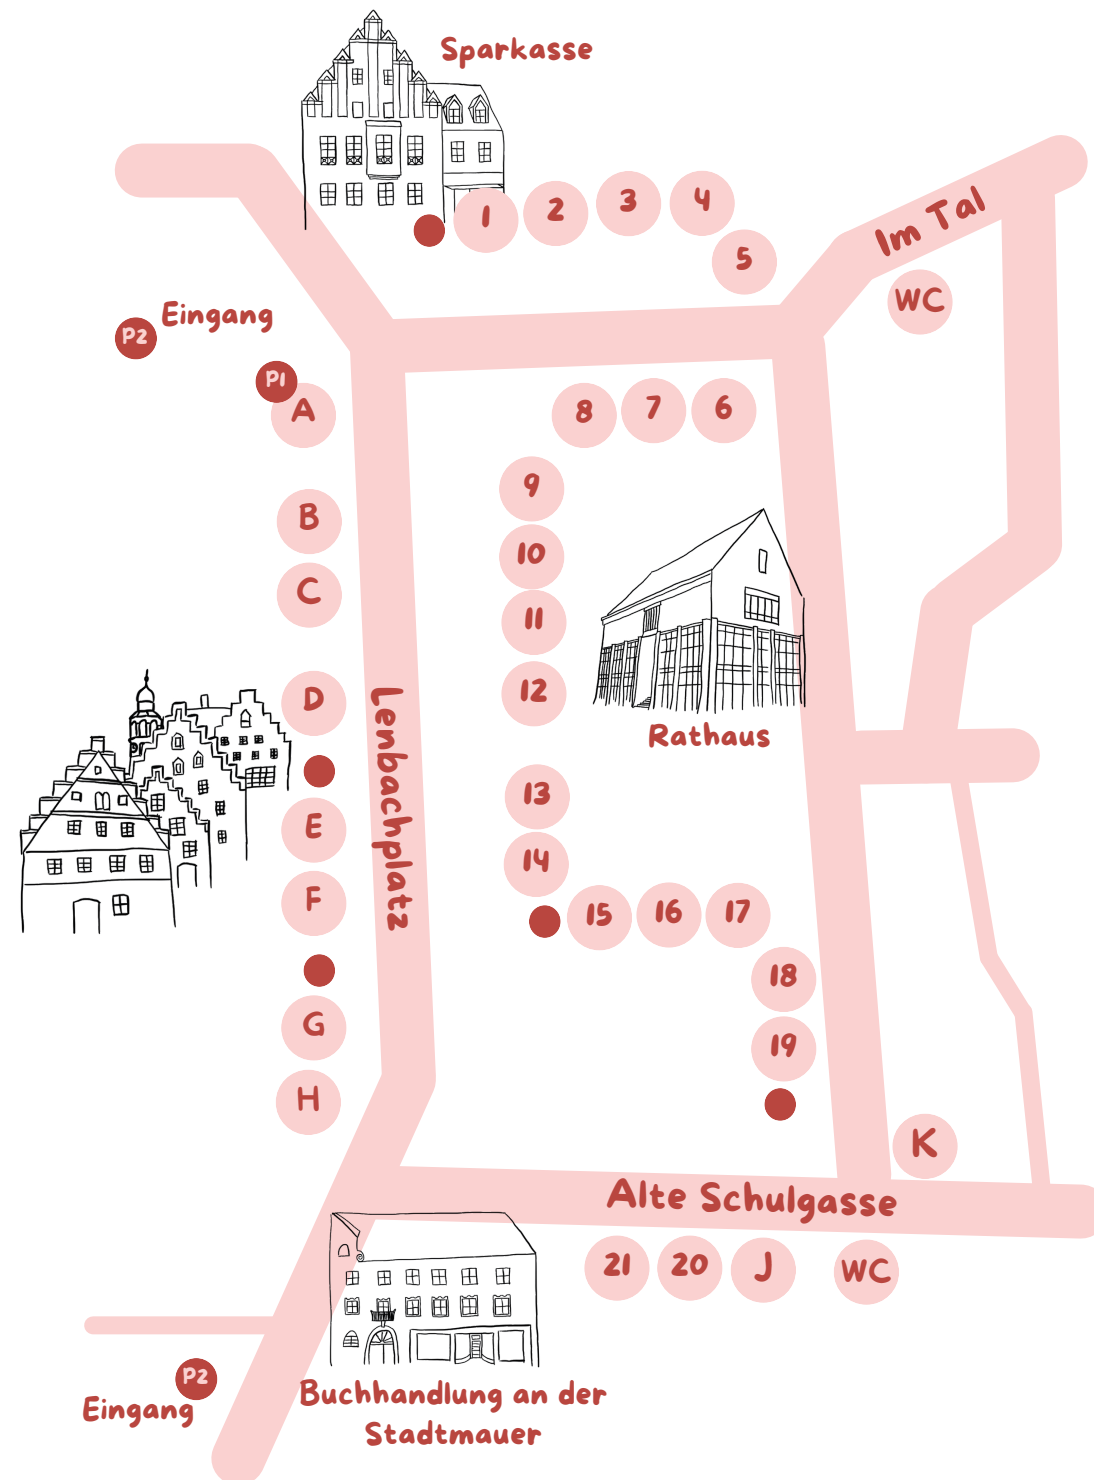 Sparkasse
1
2
3
4
5
Im Tal
WC
Eingang
P2
P1
A
8
7
6
9
B
10
C
11
12
D
Lenbachplatz
Rathaus
13
E
14
F
15
16
17
18
G
19
H
K
Alte Schulgasse
21
20
J
WC
P2
Eingang
Buchhandlung an der
Stadtmauer